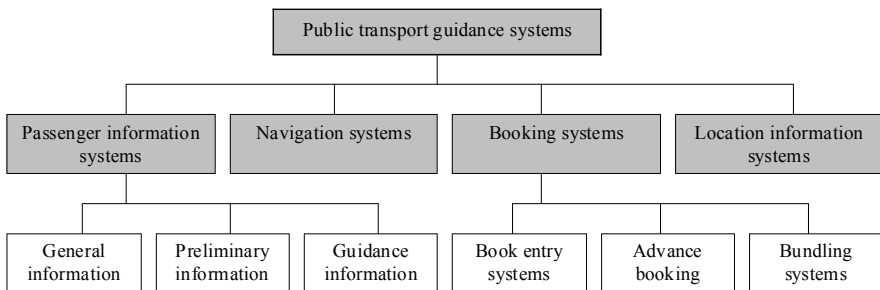 Public transport guidance systems
Passenger information
systems
Navigation systems
Booking systems
Location information
systems
General
information
Preliminary
information
Guidance
information
Book entry
systems
Advance
booking
Bundling
systems